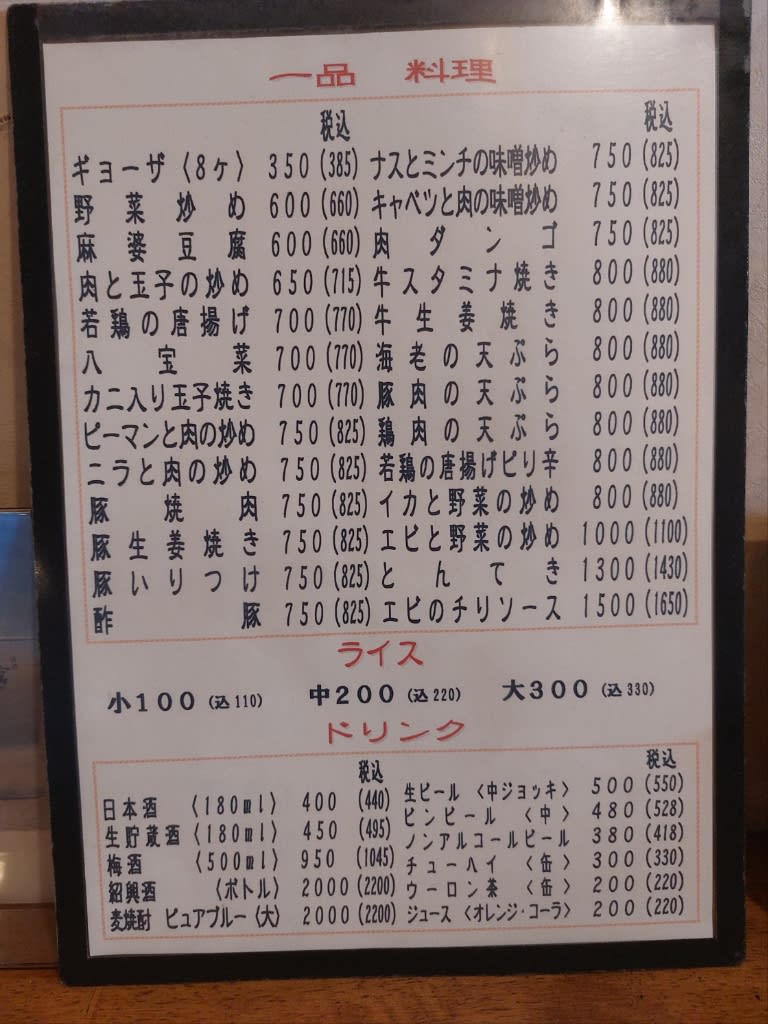 一品 料理
税込
ギョーザ〈8ヶ〉 350(385)
野菜炒め 600(660)
麻婆豆腐 600(660)
肉と玉子の炒め 650(715)
若鶏の唐揚げ 700(770)
八宝菜 700(770)
カニ入り玉子焼き 700(770)
ピーマンと肉の炒め 750(825)
ニラと肉の炒め 750(825)
豚焼肉 750(825)
豚生姜焼き 750(825)
豚いりつけ 750(825)
酢豚 750(825)
税込
ナスとミンチの味噌炒め 750(825)
キャベツと肉の味噌炒め 750(825)
肉ダンゴ 750(825)
牛スタミナ焼き 800(880)
牛生姜焼き 800(880)
海老の天ぷら 800(880)
豚肉の天ぷら 800(880)
鶏肉の天ぷら 800(880)
若鶏の唐揚げピリ辛 800(880)
イカと野菜の炒め 800(880)
エビと野菜の炒め 1000(1100)
とんてき 1300(1430)
エビのチリソース 1500(1650)
ライス
小100(込110) 中200(込220) 大300(込330)
ドリンク
税込
日本酒 〈180ml〉 400 (440)
生貯蔵酒〈180ml〉 450 (495)
梅酒 〈500ml〉 950 (1045)
紹興酒 〈ボトル〉 2000(2200)
麦焼酎 ピュアブルー〈大〉 2000(2200)
税込
生ビール〈中ジョッキ〉 500(550)
ビンビール 〈中〉 480(528)
ノンアルコールビール 380(418)
チューハイ 〈缶〉 300(330)
ウーロン茶 〈缶〉 200(220)
ジュース〈オレンジ・コーラ〉 200(220)